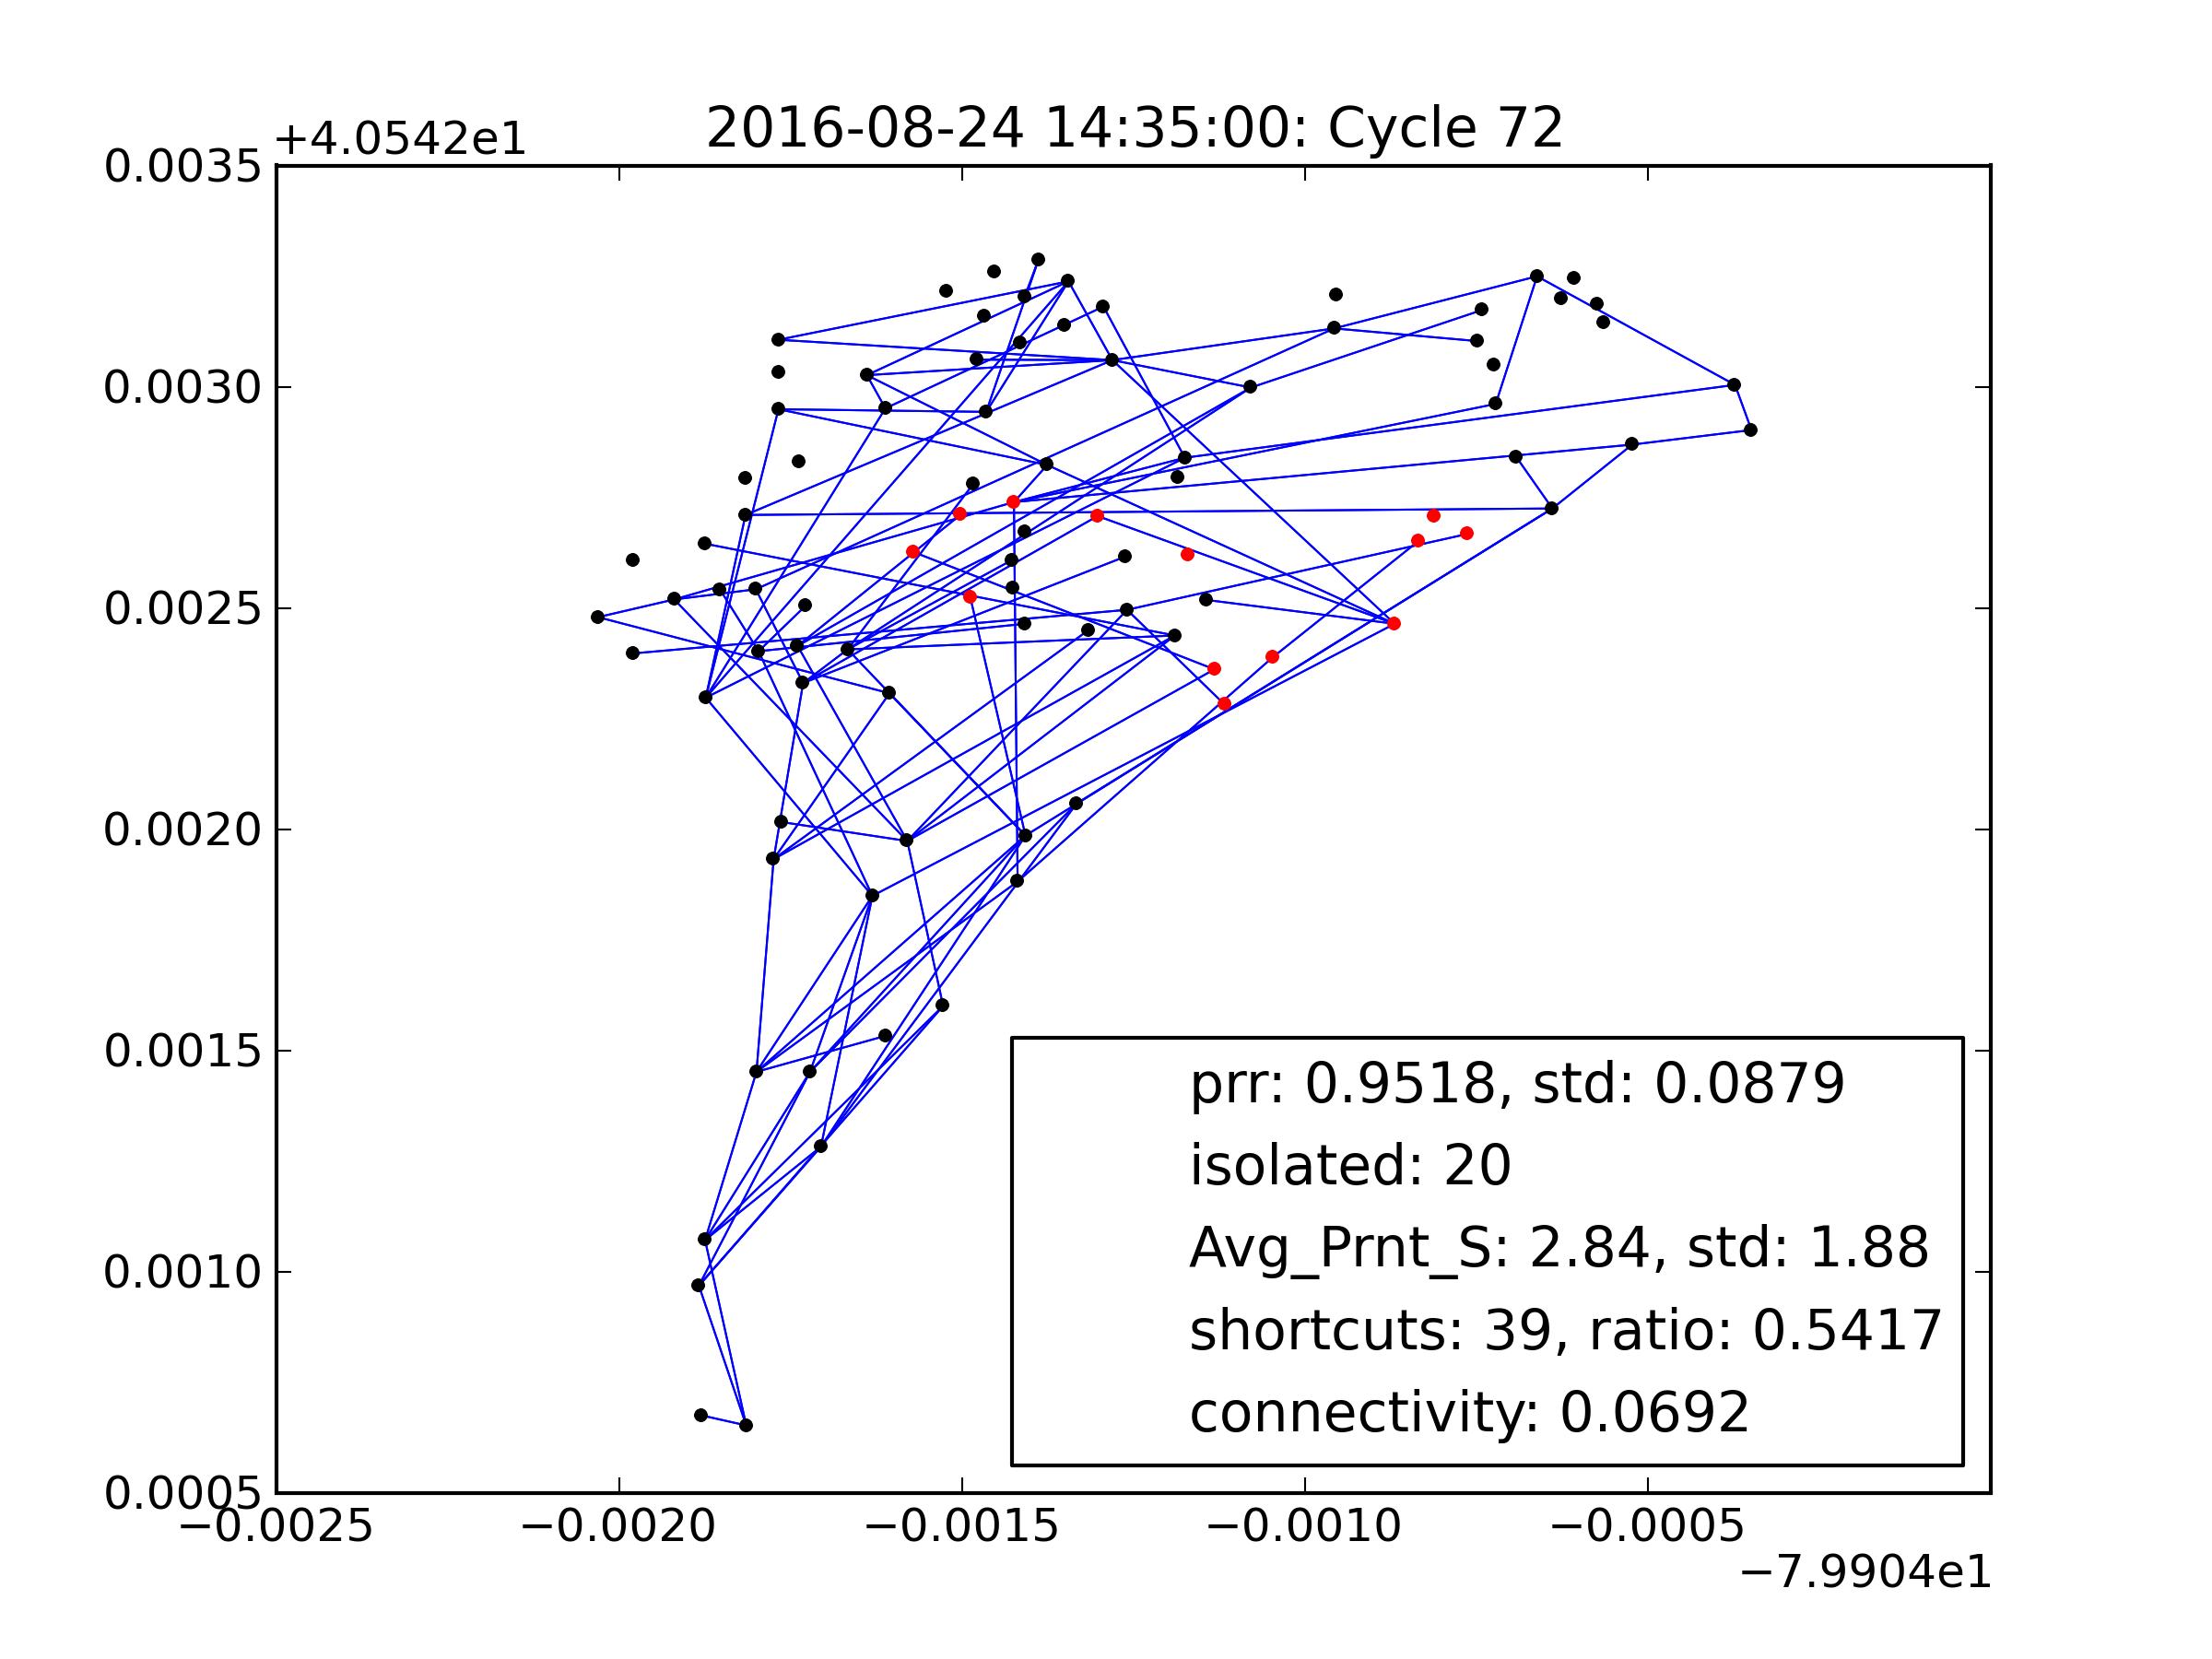 2016-08-24 14:35:00: Cycle 72
+4.0542e1
0.0035
0.0030
0.0025
0.0020
0.0015
0.0010
0.0005
prr: 0.9518, std: 0.0879
isolated: 20
Avg_Prnt_S: 2.84, std: 1.88
shortcuts: 39, ratio: 0.5417
connectivity: 0.0692
−0.0025 −0.0020 −0.0015 −0.0010 −0.0005
−7.9904e1